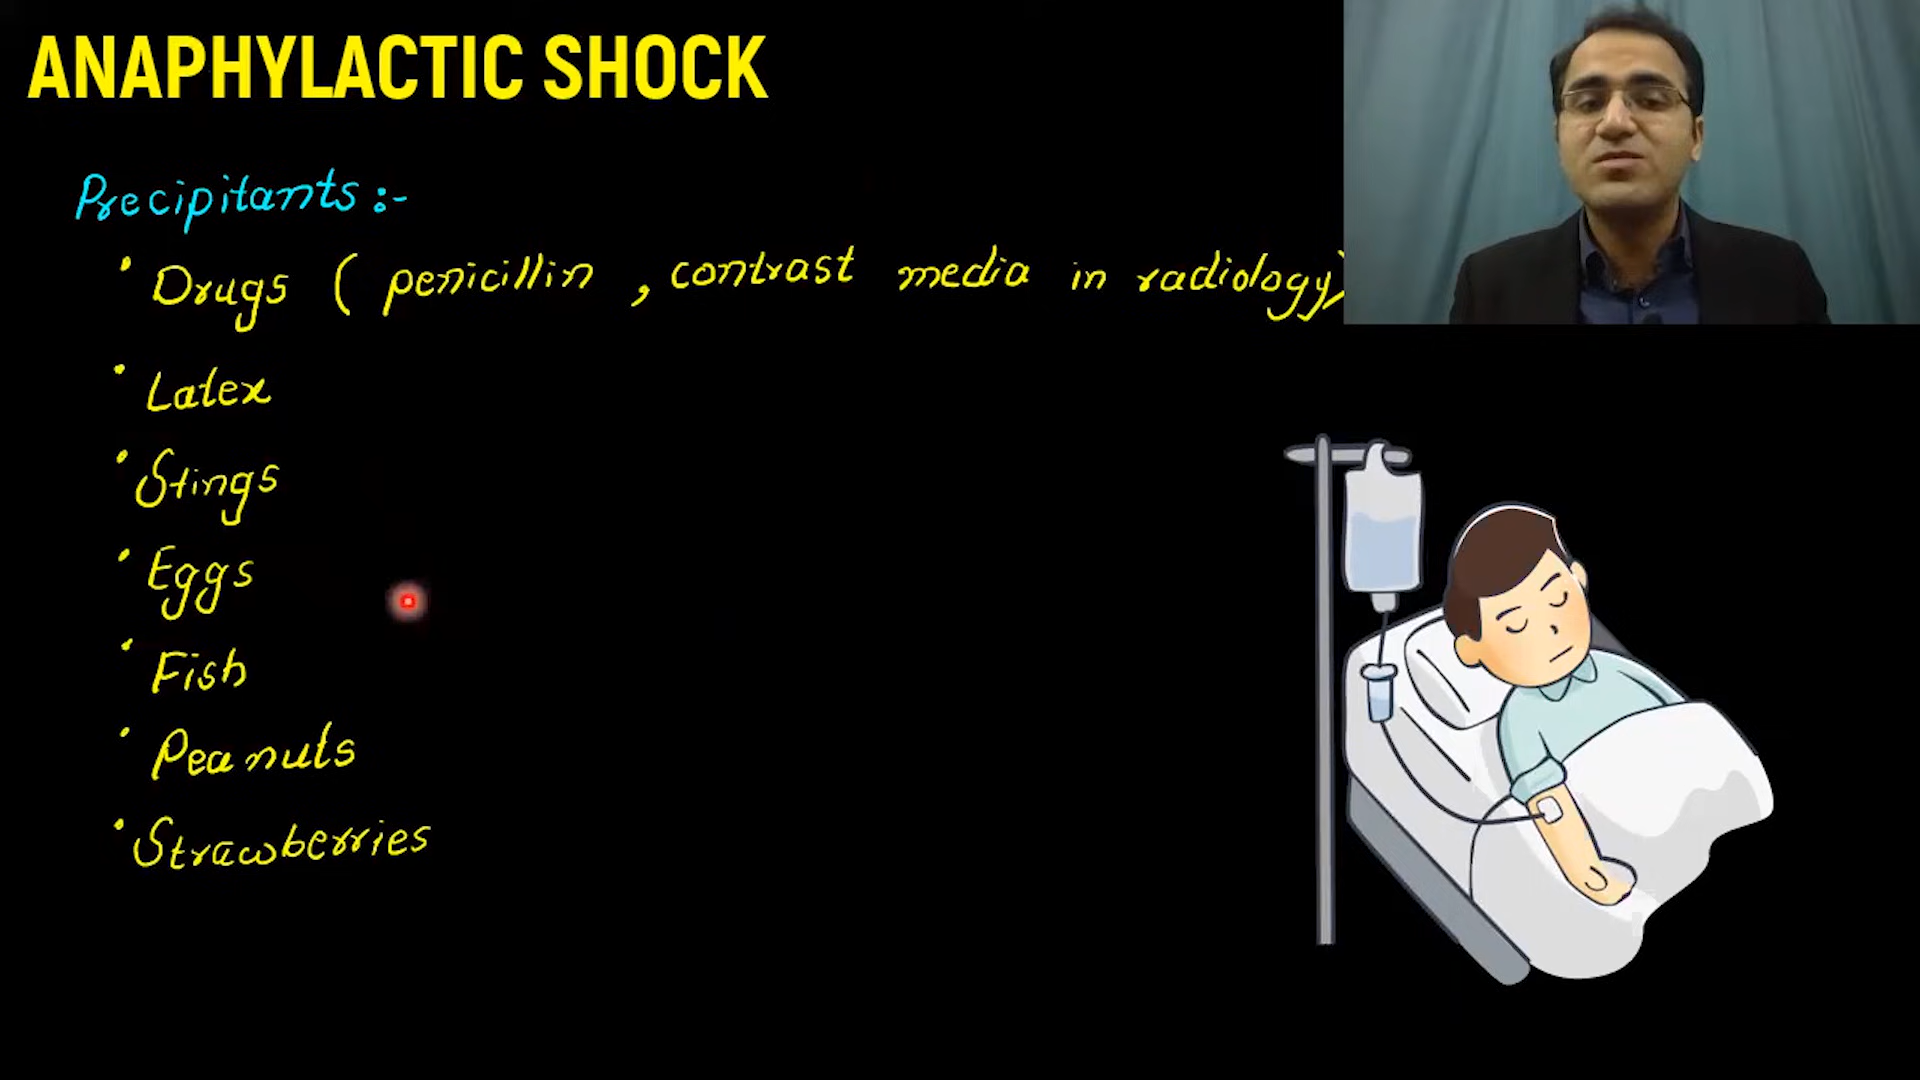 ANAPHYLACTIC SHOCK
Precipitants :-
• Drugs ( penicillin , contrast media in radiology)
• Latex
• Stings
• Eggs
• Fish
• Peanuts
• Strawberries